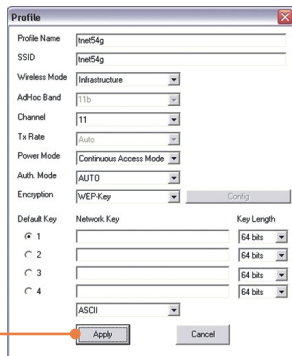 Profile
Profile Name tnet54g
SSID tnet54g
Wireless Mode Infrastructure
AdHoc Band 11b
Channel 11
Tx Rate Auto
Power Mode Continuous Access Mode
Auth. Mode AUTO
Encryption WEP-Key Config
Default Key Network Key Key Length
1 64 bits
2 64 bits
3 64 bits
4 64 bits
ASCII
Apply Cancel